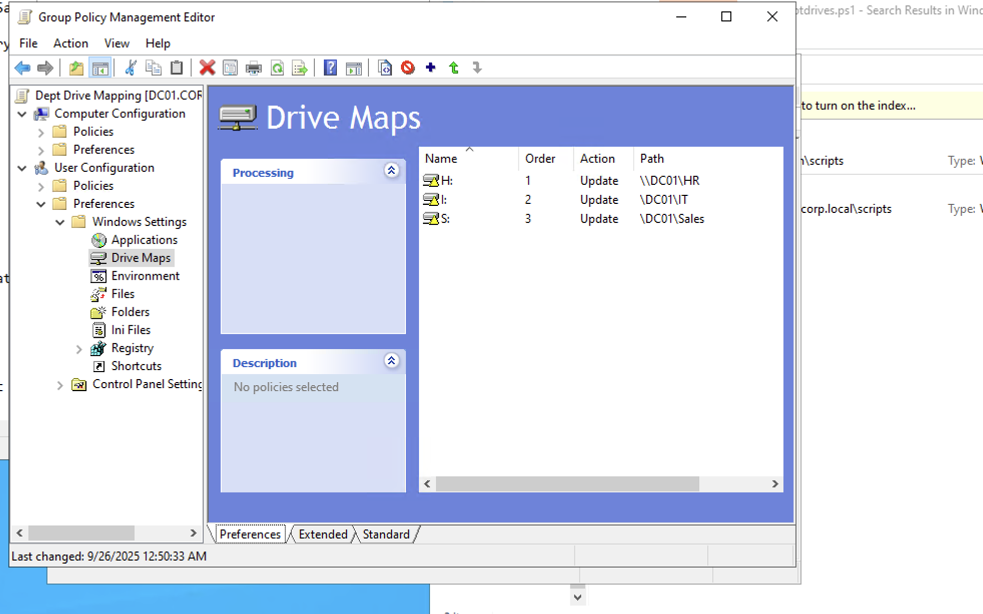 Group Policy Management Editor
File Action View Help
Dept Drive Mapping [DC01.COR
Computer Configuration
Policies
Preferences
User Configuration
Policies
Preferences
Windows Settings
Applications
Drive Maps
Environment
Files
Folders
Ini Files
Registry
Shortcuts
Control Panel Setting
Drive Maps
Processing
Description
No policies selected
Name Order Action Path
H: 1 Update \\DC01\HR
I: 2 Update \DC01\IT
S: 3 Update \DC01\Sales
Preferences Extended Standard
Last changed: 9/26/2025 12:50:33 AM
otdrives.ps1 - Search Results in Wind
to turn on the index...
\scripts Type:
corp.local\scripts Type: